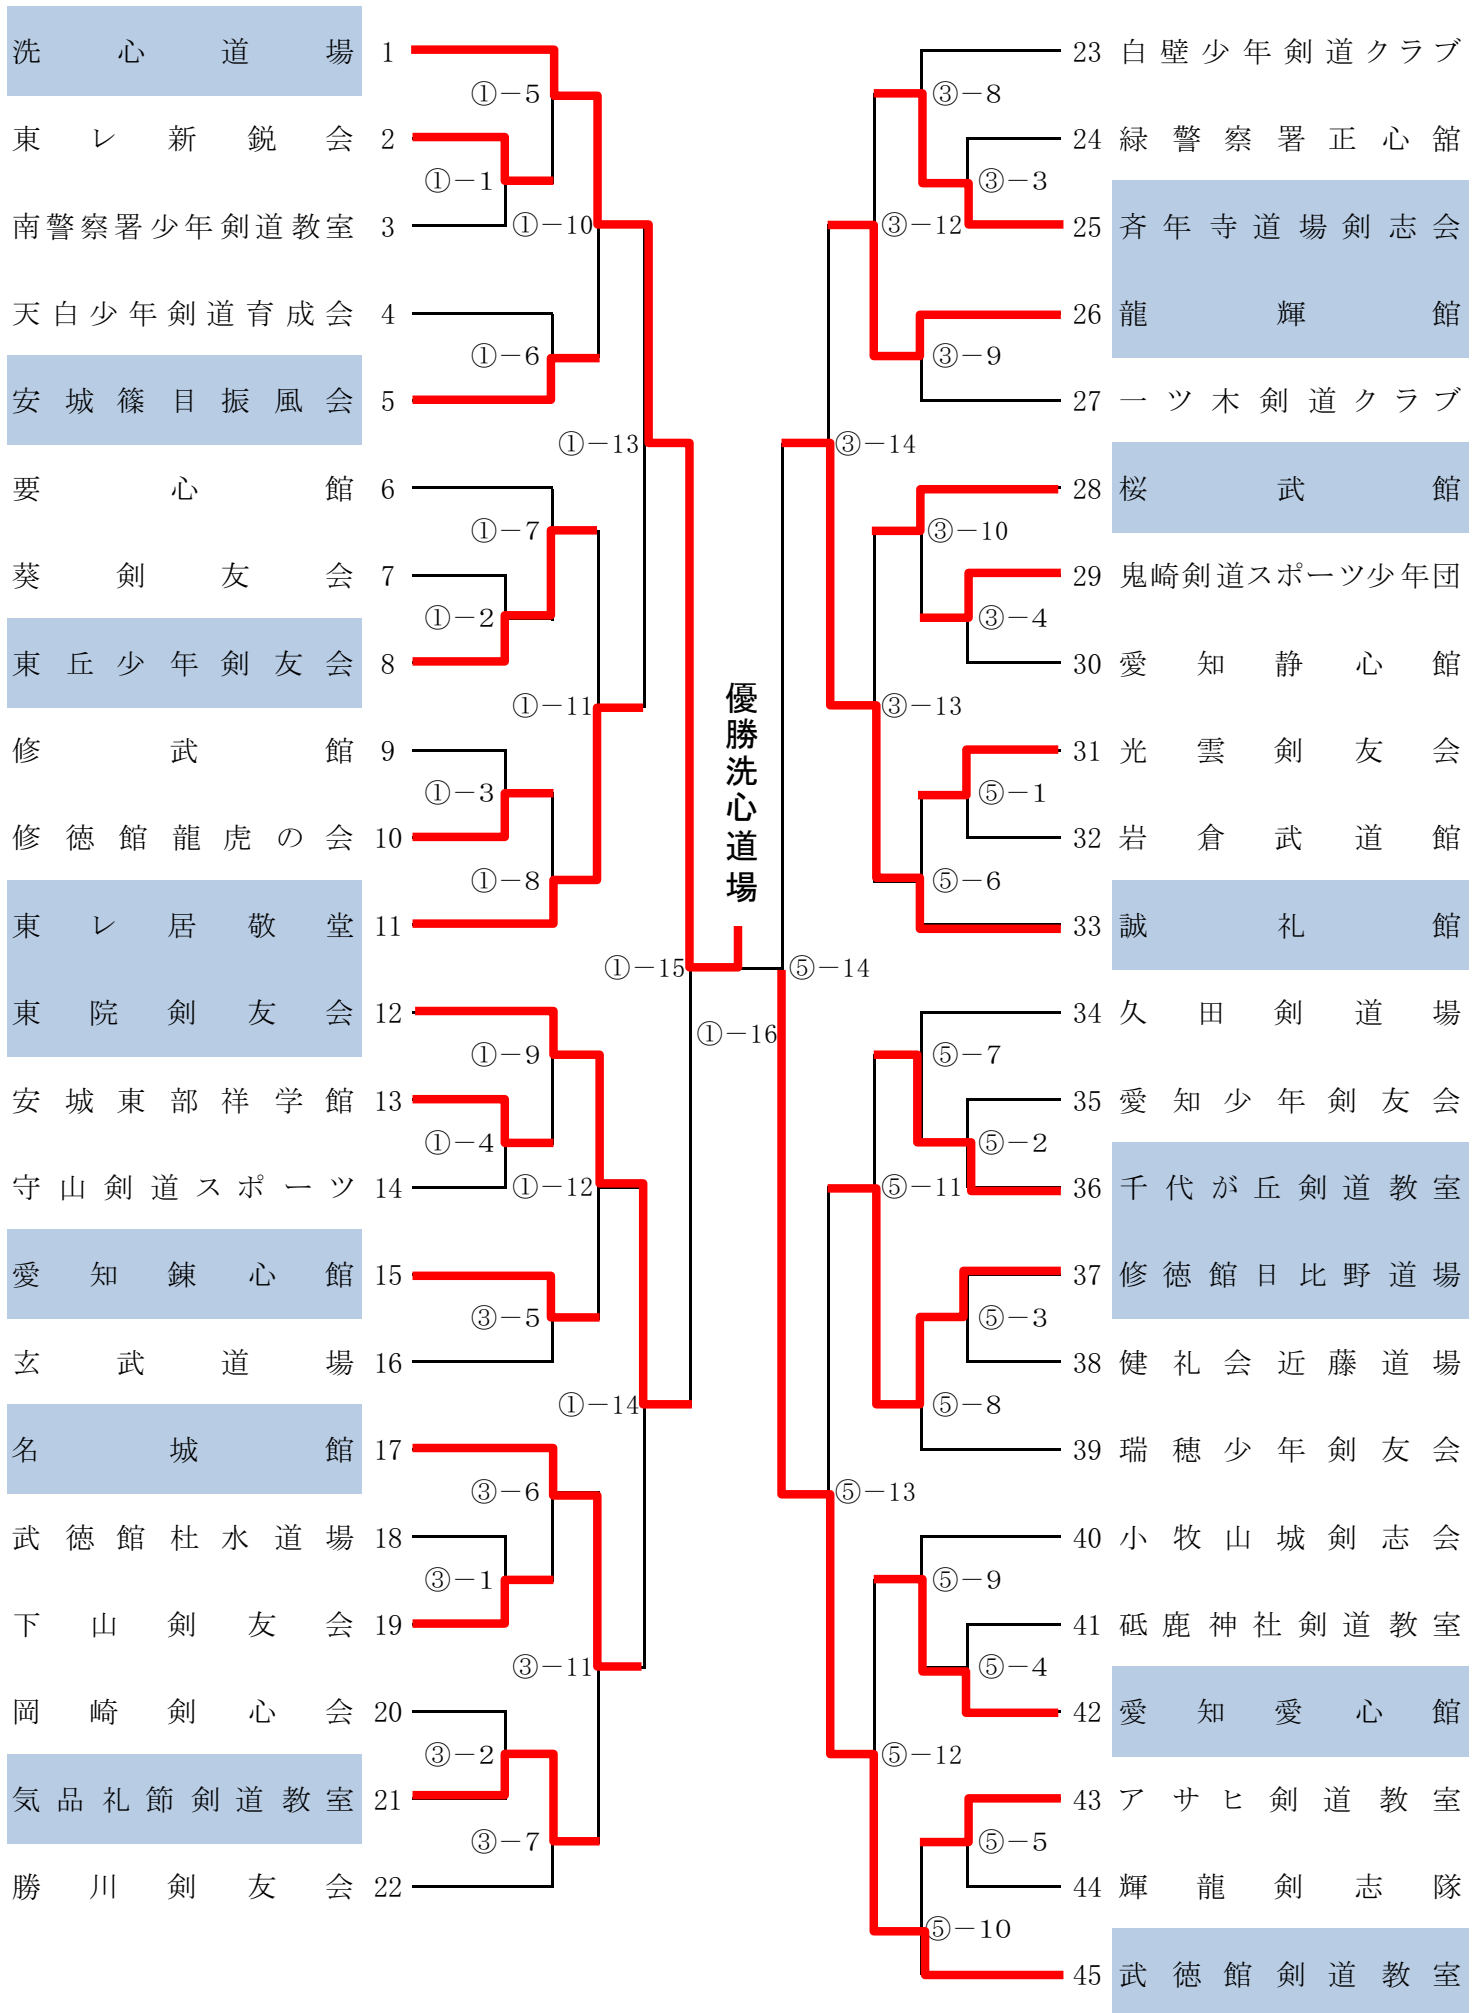 洗心道場 1
東レ新鋭会 2
南警察署少年剣道教室 3
天白少年剣道育成会 4
安城篠目振風会 5
要心館 6
葵剣友会 7
東丘少年剣友会 8
修武館 9
修徳館龍虎の会 10
東レ居敬堂 11
東院剣友会 12
安城東部祥学館 13
守山剣道スポーツ 14
愛知錬心館 15
玄武道場 16
名城館 17
武徳館杜水道場 18
下山剣友会 19
岡崎剣心会 20
気品礼節剣道教室 21
勝川剣友会 22
①－5
①－1
①－10
①－6
①－13
①－7
①－2
①－11
①－3
①－8
①－15
①－9
①－4
①－12
③－5
①－14
③－6
③－1
③－11
③－2
③－7
優勝洗心道場
①－16
③－8
③－3
③－12
③－9
③－14
③－10
③－4
③－13
⑤－1
⑤－6
⑤－14
⑤－7
⑤－2
⑤－11
⑤－3
⑤－8
⑤－13
⑤－9
⑤－4
⑤－12
⑤－5
⑤－10
23 白壁少年剣道クラブ
24 緑警察署正心舘
25 斉年寺道場剣志会
26 龍輝館
27 一ツ木剣道クラブ
28 桜武館
29 鬼崎剣道スポーツ少年団
30 愛知静心館
31 光雲剣友会
32 岩倉武道館
33 誠礼館
34 久田剣道場
35 愛知少年剣友会
36 千代が丘剣道教室
37 修徳館日比野道場
38 健礼会近藤道場
39 瑞穂少年剣友会
40 小牧山城剣志会
41 砥鹿神社剣道教室
42 愛知愛心館
43 アサヒ剣道教室
44 輝龍剣志隊
45 武徳館剣道教室